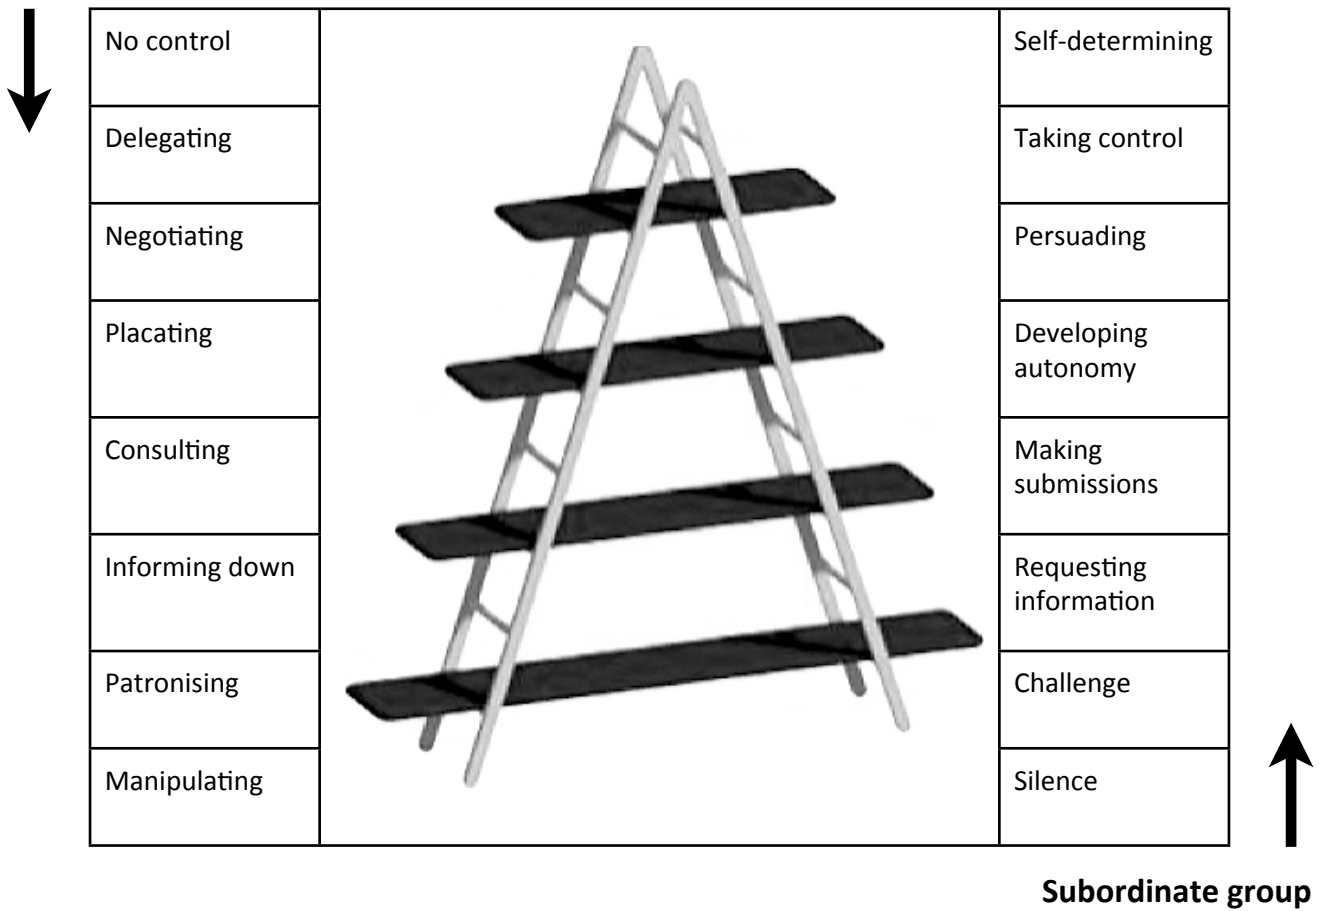 No control
Self-determining
Delegating
Taking control
Negotiating
Persuading
Placating
Developing
autonomy
Consulting
Making
submissions
Informing down
Requesting
information
Patronising
Challenge
Manipulating
Silence
Subordinate group